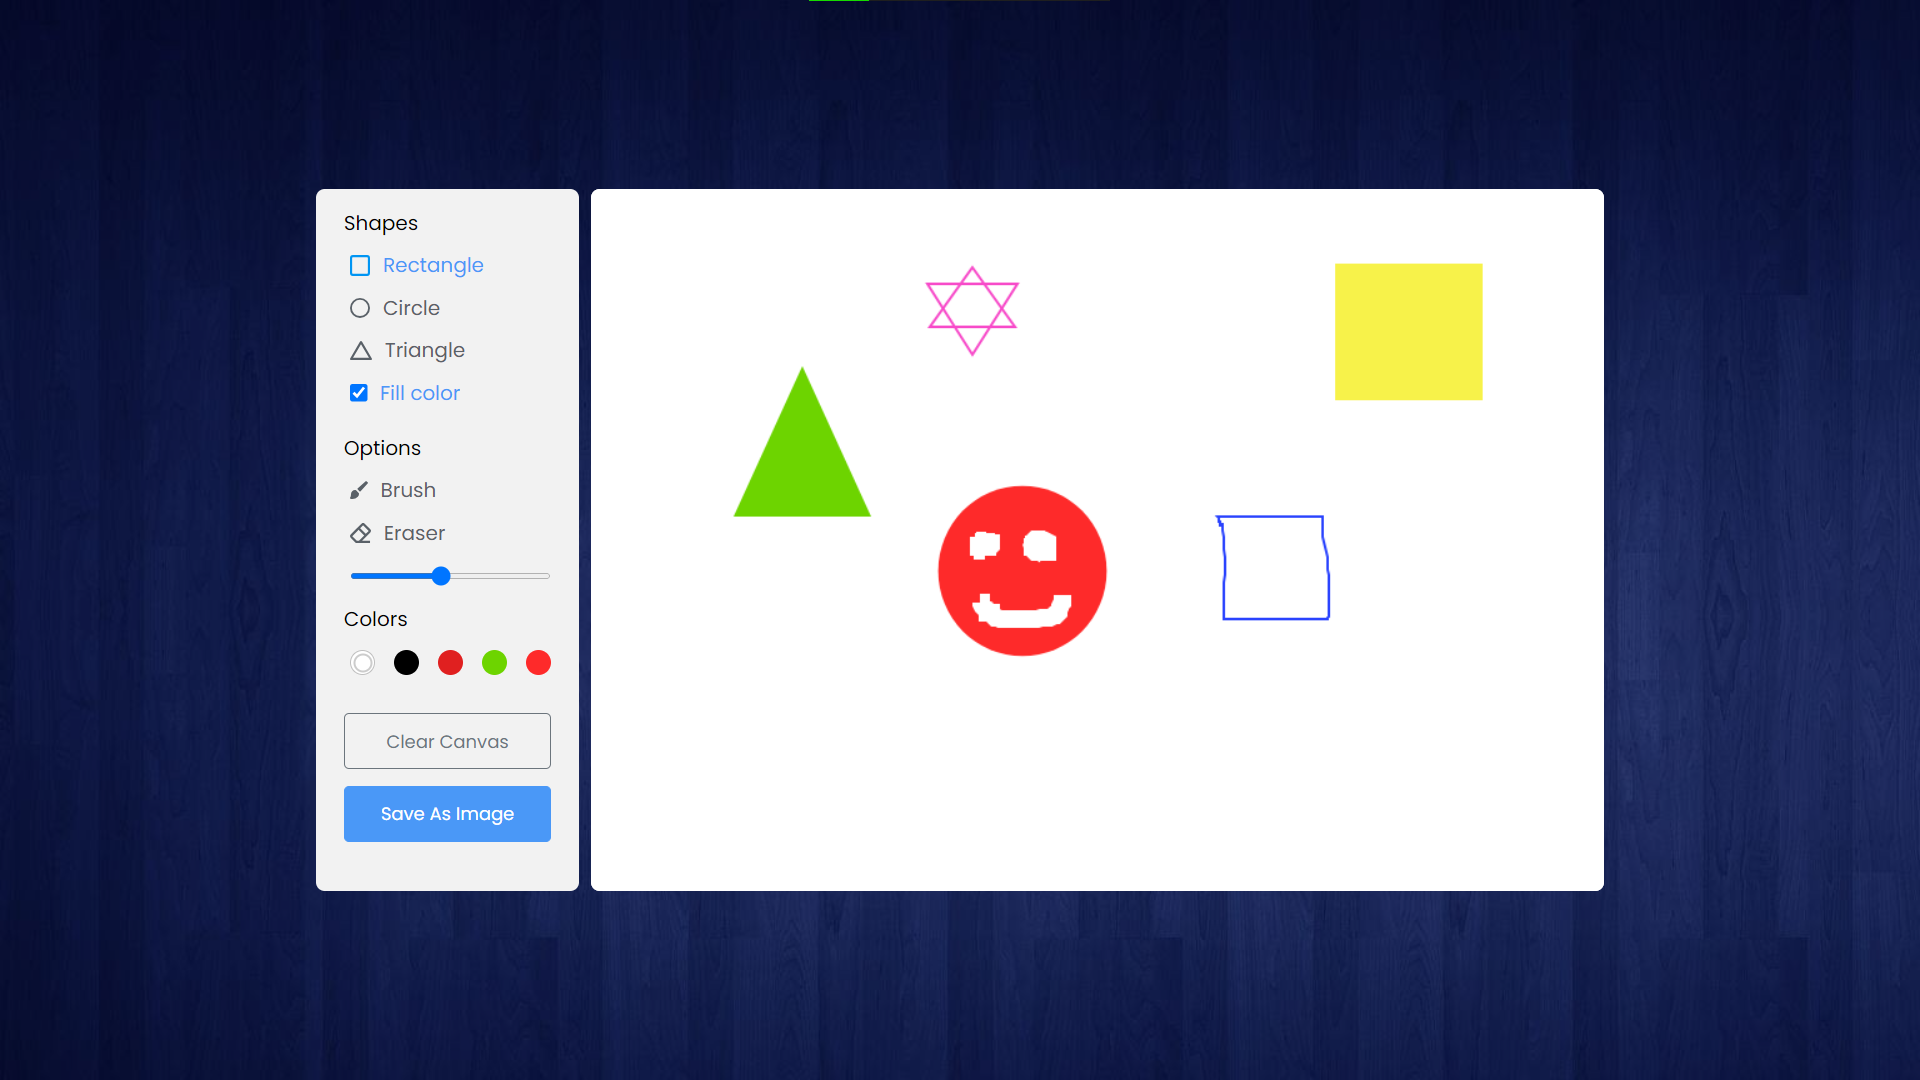 Shapes
Rectangle
Circle
Triangle
Fill color
Options
Brush
Eraser
Colors
Clear Canvas
Save As Image